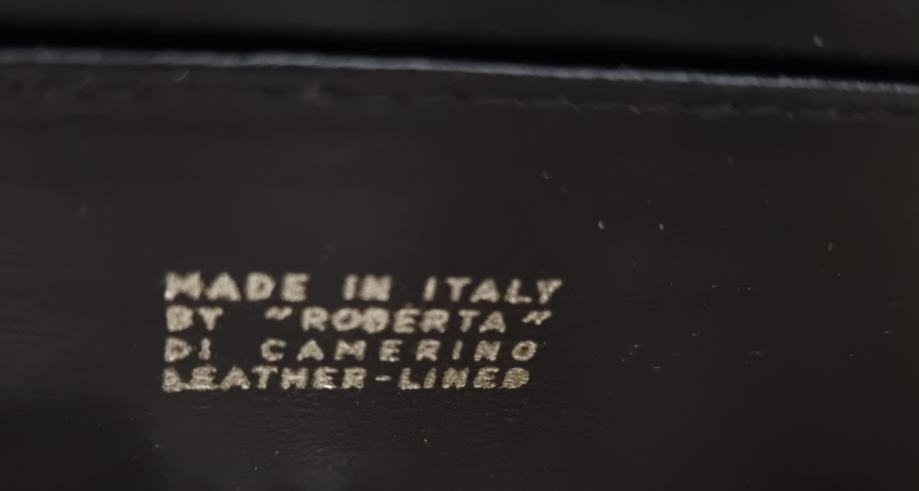 MADE IN ITALY
BY "ROBERTA"
DI CAMERINO
LEATHER-LINED